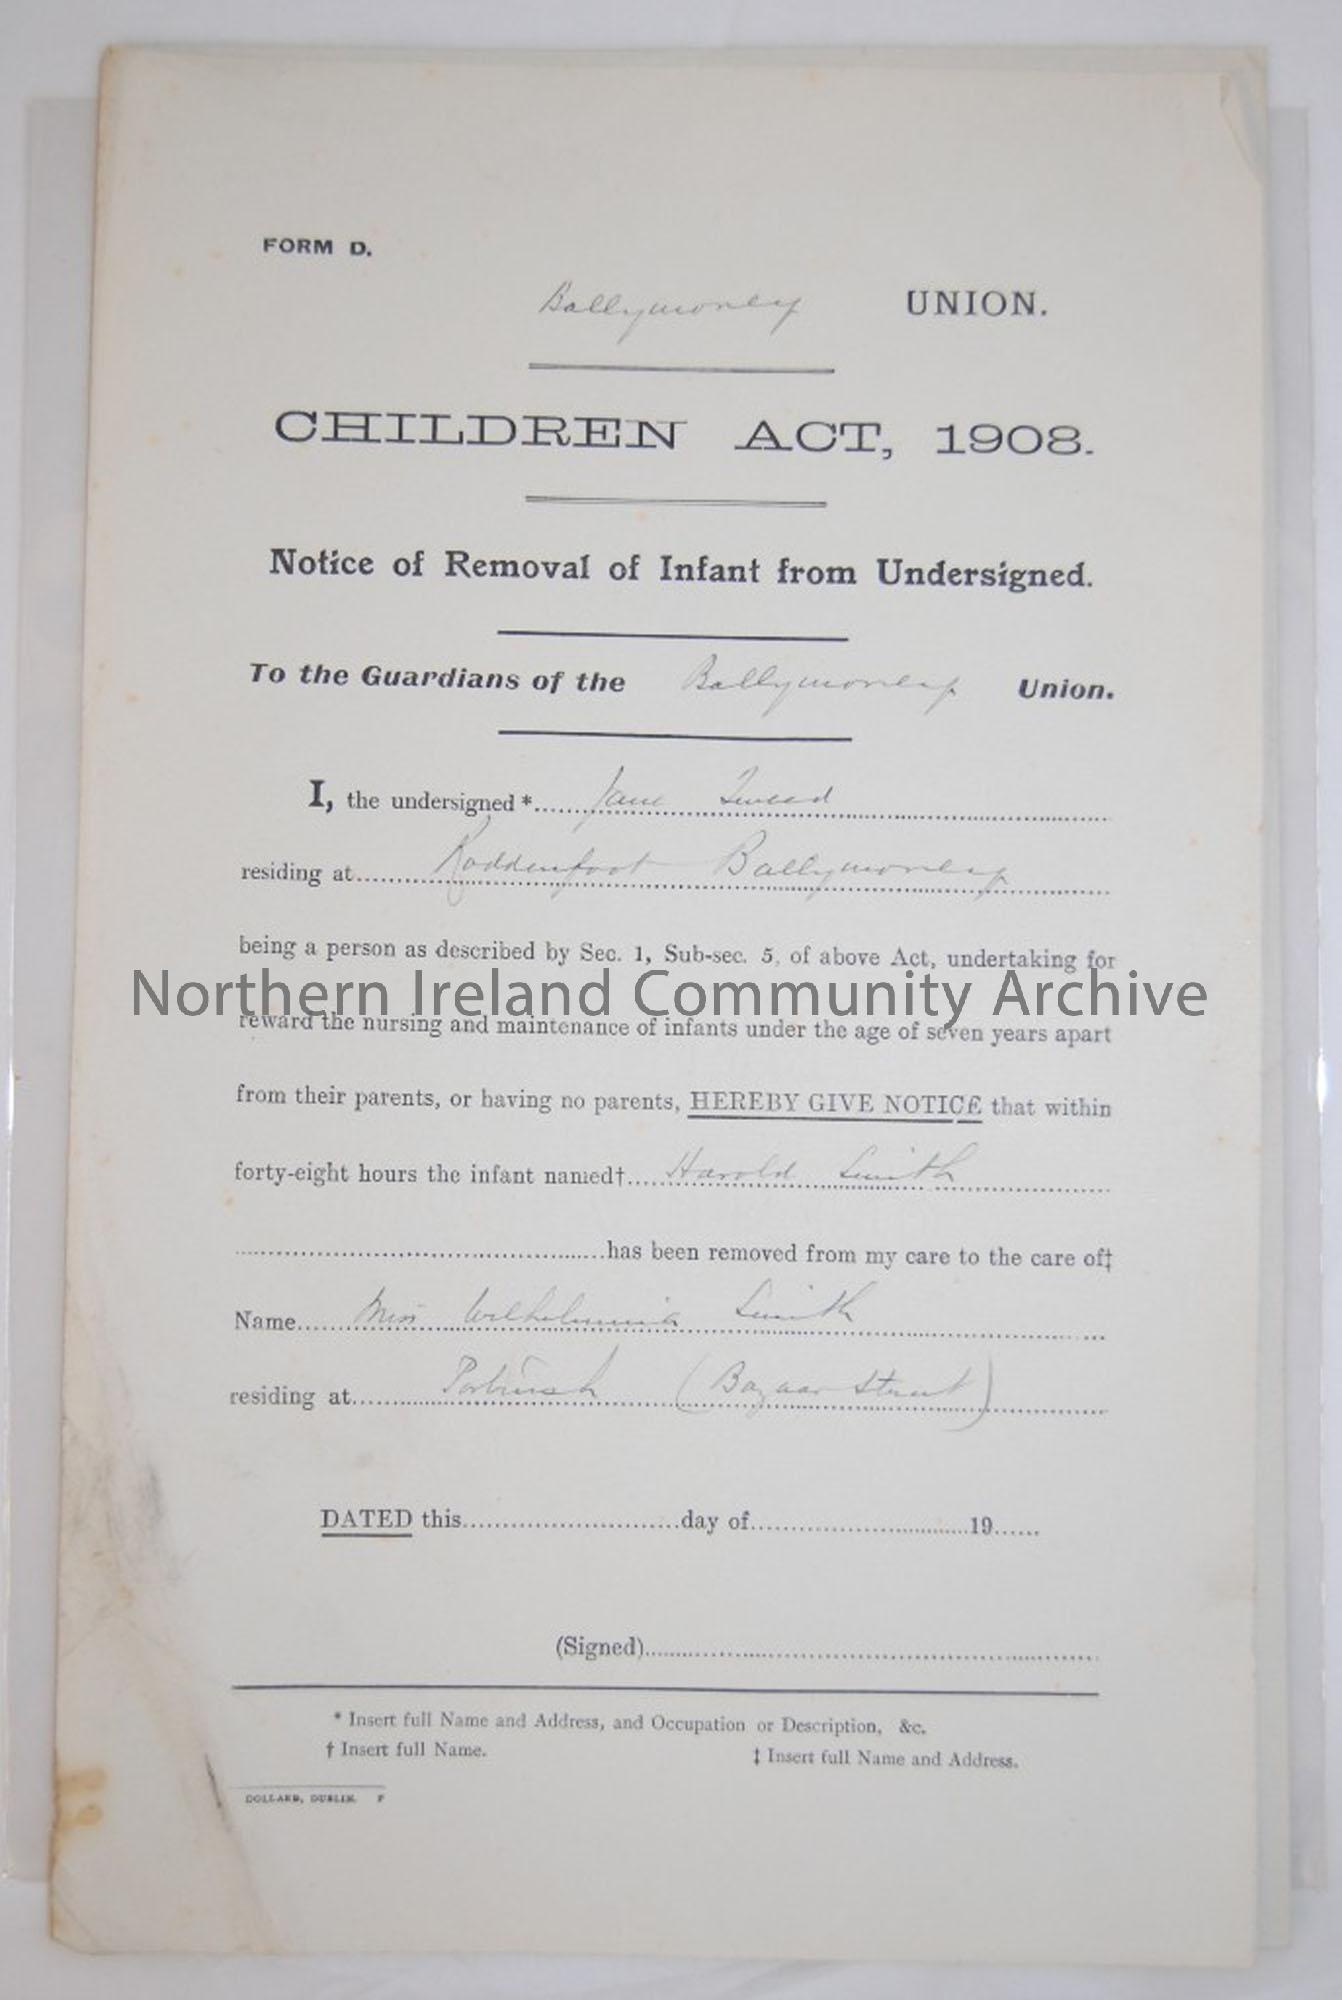 FORM D.
Ballymoney UNION.
CHILDREN ACT, 1908.
Notice of Removal of Infant from Undersigned.
To the Guardians of the Ballymoney Union.
I, the undersigned *..... Jane Tweed
residing at..... Roddenfoot Ballymoney
being a person as described by Sec. 1, Sub-sec. 5, of above Act, undertaking for
Northern Ireland Community Archive
reward the nursing and maintenance of infants under the age of seven years apart
from their parents, or having no parents, HEREBY GIVE NOTICE that within
forty-eight hours the infant named†.... Harold Smith
..........has been removed from my care to the care of‡
Name..... Miss Wilhelmina Smith
residing at..... Portrush (Bazaar Street)
DATED this..........day of..........19......
(Signed)..........
* Insert full Name and Address, and Occupation or Description, &c.
† Insert full Name. ‡ Insert full Name and Address.
DOLLARD, DUBLIN. F